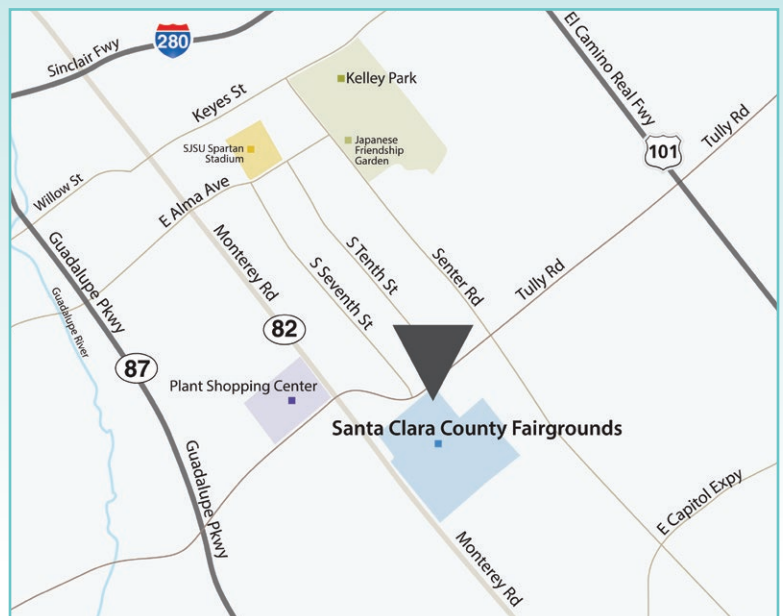 280
Sinclair Fwy
El Camino Real Fwy
Kelley Park
Keyes St
Tully Rd
101
SJSU Spartan
Stadium
Japanese
Friendship
Garden
Willow St
E Alma Ave
Guadalupe Pkwy
Monterey Rd
S Tenth St
Senter Rd
S Seventh St
Tully Rd
Guadalupe River
82
87
Plant Shopping Center
Santa Clara County Fairgrounds
Guadalupe Pkwy
E Capitol Expy
Monterey Rd